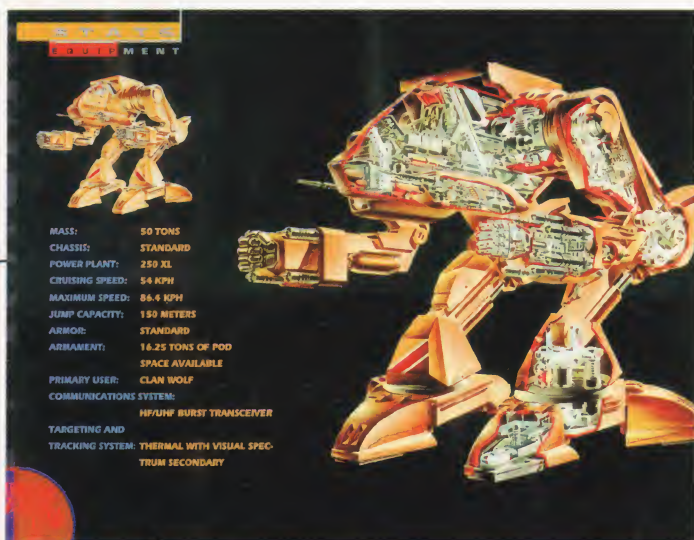 STATS
EQUIPMENT
MASS: 50 TONS
CHASSIS: STANDARD
POWER PLANT: 250 XL
CRUISING SPEED: 54 KPH
MAXIMUM SPEED: 86.4 KPH
JUMP CAPACITY: 150 METERS
ARMOR: STANDARD
ARMAMENT: 16.25 TONS OF POD
SPACE AVAILABLE
PRIMARY USER: CLAN WOLF
COMMUNICATIONS SYSTEM:
HF/UHF BURST TRANSCEIVER
TARGETING AND
TRACKING SYSTEM: THERMAL WITH VISUAL SPEC-
TRUM SECONDARY